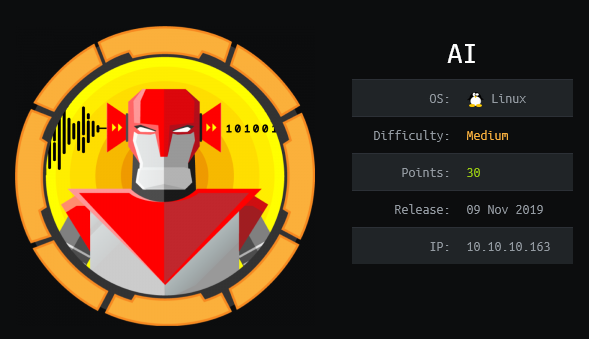 AI
OS: Linux
Difficulty: Medium
Points: 30
Release: 09 Nov 2019
IP: 10.10.10.163
101001